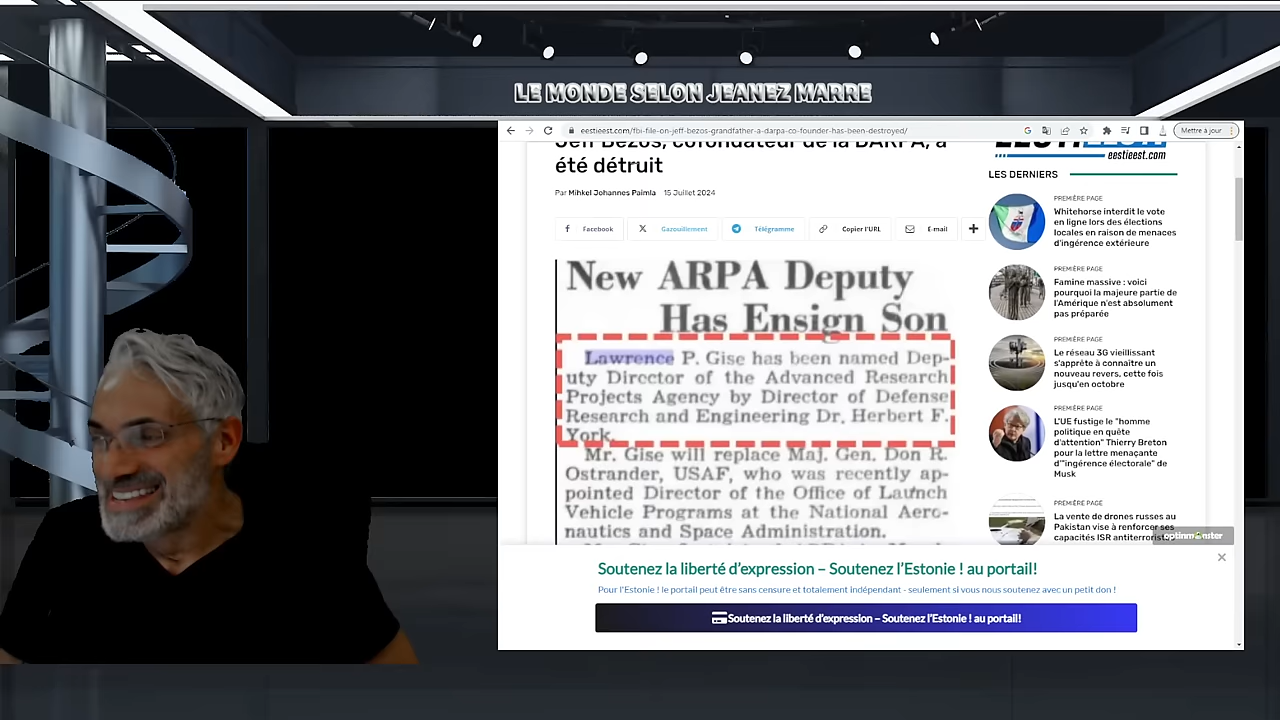 LE MONDE SELON JEANEZ MARRE
eestieest.com/fbi-file-on-jeff-bezos-grandfather-a-darpa-co-founder-has-been-destroyed/
Mettre à jour
Jeff Bezos, cofondateur de la DARPA, a
été détruit
Par Mihkel Johannes Paimla 15 Juillet 2024
Facebook
Gazouillement
Télégramme
Copier l'URL
E-mail
New ARPA Deputy
Has Ensign Son
Lawrence P. Gise has been named Dep-
uty Director of the Advanced Research
Projects Agency by Director of Defense
Research and Engineering Dr. Herbert F.
York.
Mr. Gise will replace Maj. Gen. Don R.
Ostrander, USAF, who was recently ap-
pointed Director of the Office of Launch
Vehicle Programs at the National Aero-
nautics and Space Administration.
eestieest.com
LES DERNIERS
PREMIÈRE PAGE
Whitehorse interdit le vote
en ligne lors des élections
locales en raison de menaces
d'ingérence extérieure
PREMIÈRE PAGE
Famine massive : voici
pourquoi la majeure partie de
l'Amérique n'est absolument
pas préparée
PREMIÈRE PAGE
Le réseau 3G vieillissant
s'apprête à connaître un
nouveau revers, cette fois
jusqu'en octobre
PREMIÈRE PAGE
L'UE fustige le "homme
politique en quête
d'attention" Thierry Breton
pour la lettre menaçante
d'"ingérence électorale" de
Musk
PREMIÈRE PAGE
La vente de drones russes au
Pakistan vise à renforcer ses
capacités ISR antiterroristes
optinmonster
Soutenez la liberté d'expression – Soutenez l'Estonie ! au portail!
Pour l'Estonie ! le portail peut être sans censure et totalement indépendant - seulement si vous nous soutenez avec un petit don !
Soutenez la liberté d'expression – Soutenez l'Estonie ! au portail!